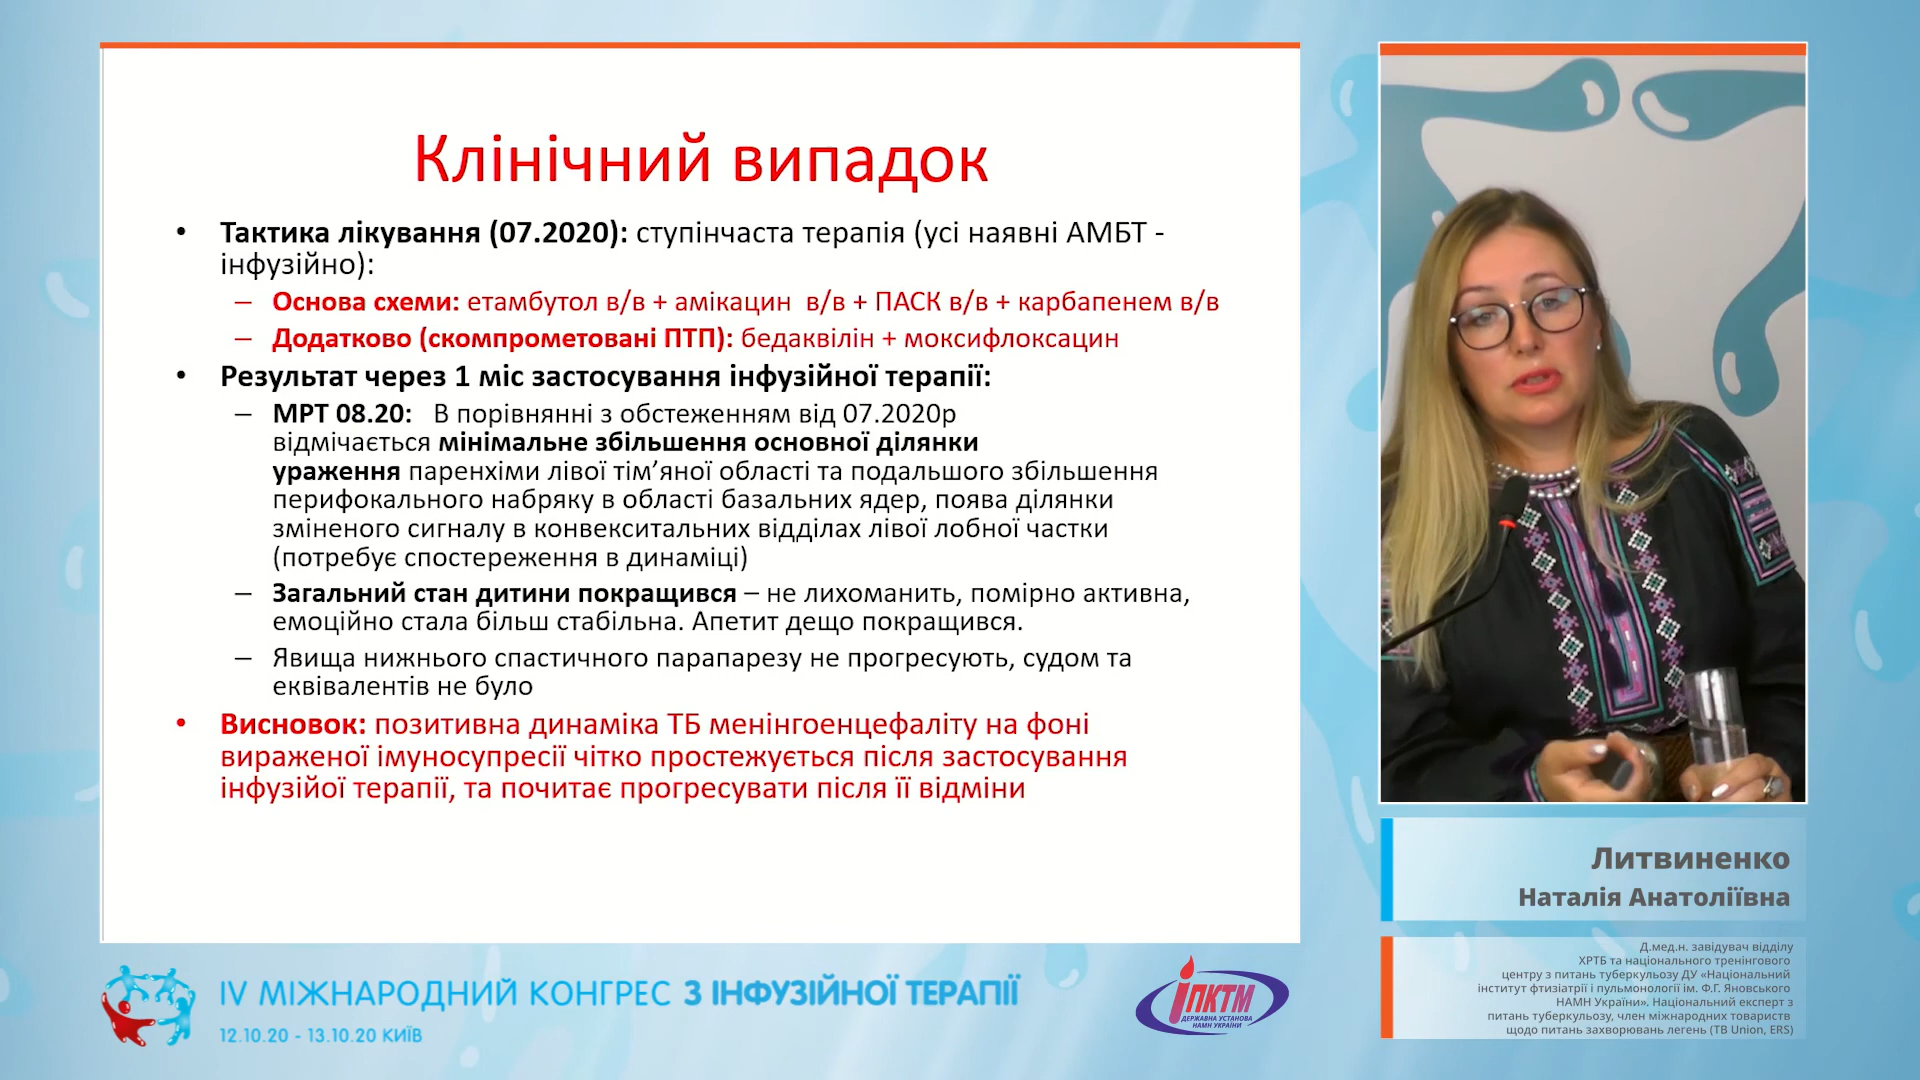 Клінічний випадок
• Тактика лікування (07.2020): ступінчаста терапія (усі наявні АМБТ -
інфузійно):
– Основа схеми: етамбутол в/в + амікацин в/в + ПАСК в/в + карбапенем в/в
– Додатково (скомпрометовані ПТП): бедаквілін + моксифлоксацин
• Результат через 1 міс застосування інфузійної терапії:
– МРТ 08.20: В порівнянні з обстеженням від 07.2020р
відмічається мінімальне збільшення основної ділянки
ураження паренхіми лівої тім’яної області та подальшого збільшення
перифокального набряку в області базальних ядер, поява ділянки
зміненого сигналу в конвекситальних відділах лівої лобної частки
(потребує спостереження в динаміці)
– Загальний стан дитини покращився – не лихоманить, помірно активна,
емоційно стала більш стабільна. Апетит дещо покращився.
– Явища нижнього спастичного парапарезу не прогресують, судом та
еквівалентів не було
• Висновок: позитивна динаміка ТБ менінгоенцефаліту на фоні
вираженої імуносупресії чітко простежується після застосування
інфузійої терапії, та почитає прогресувати після її відміни
Литвиненко
Наталія Анатоліївна
Д.мед.н. завідувач відділу
ХРТБ та національного тренінгового
центру з питань туберкульозу ДУ «Національний
інститут фтизіатрії і пульмонології ім. Ф.Г. Яновського
НАМН України». Національний експерт з
питань туберкульозу, член міжнародних товариств
щодо питань захворювань легень (TB Union, ERS)
IV МІЖНАРОДНИЙ КОНГРЕС З ІНФУЗІЙНОЇ ТЕРАПІЇ
12.10.20 - 13.10.20 КИЇВ
ІПКТМ
ДЕРЖАВНА УСТАНОВА
НАМН УКРАЇНИ